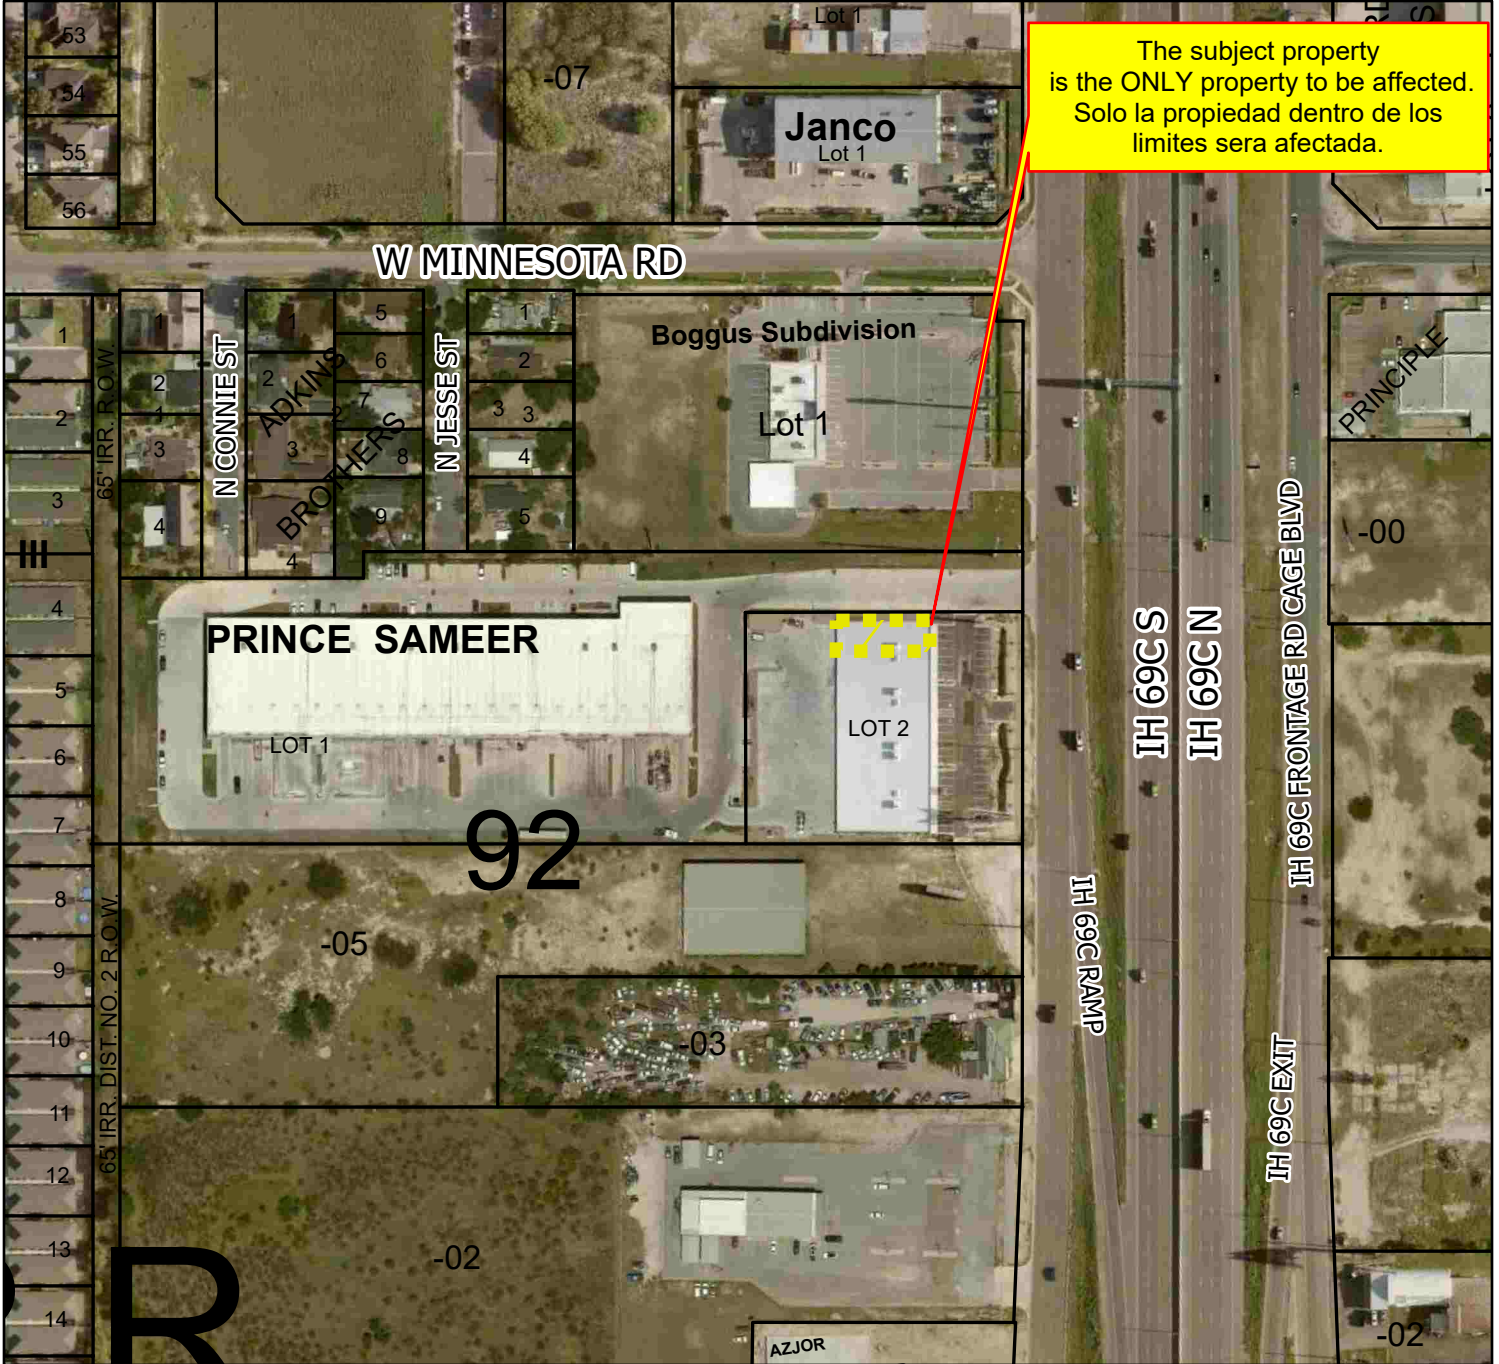 53
54
55
56
-07
Lot 1
Janco
Lot 1
The subject property
is the ONLY property to be affected.
Solo la propiedad dentro de los
limites sera afectada.
W MINNESOTA RD
1
2
3
III
4
5
6
7
8
9
10
11
12
13
14
65' IRR. R.O.W.
65' IRR. DIST. NO. 2 R.O.W.
1
2
1
3
4
N CONNIE ST
1
2
3
4
ADKINS
BROTHERS
5
6
7
2
8
9
N JESSE ST
1
2
3 3
4
5
Boggus Subdivision
Lot 1
PRINCE SAMEER
LOT 1
LOT 2
92
-05
-03
-02
R
AZJOR
IH 69C S
IH 69C N
IH 69C RAMP
IH 69C FRONTAGE RD CAGE BLVD
IH 69C EXIT
PRINCIPLE
-00
-02